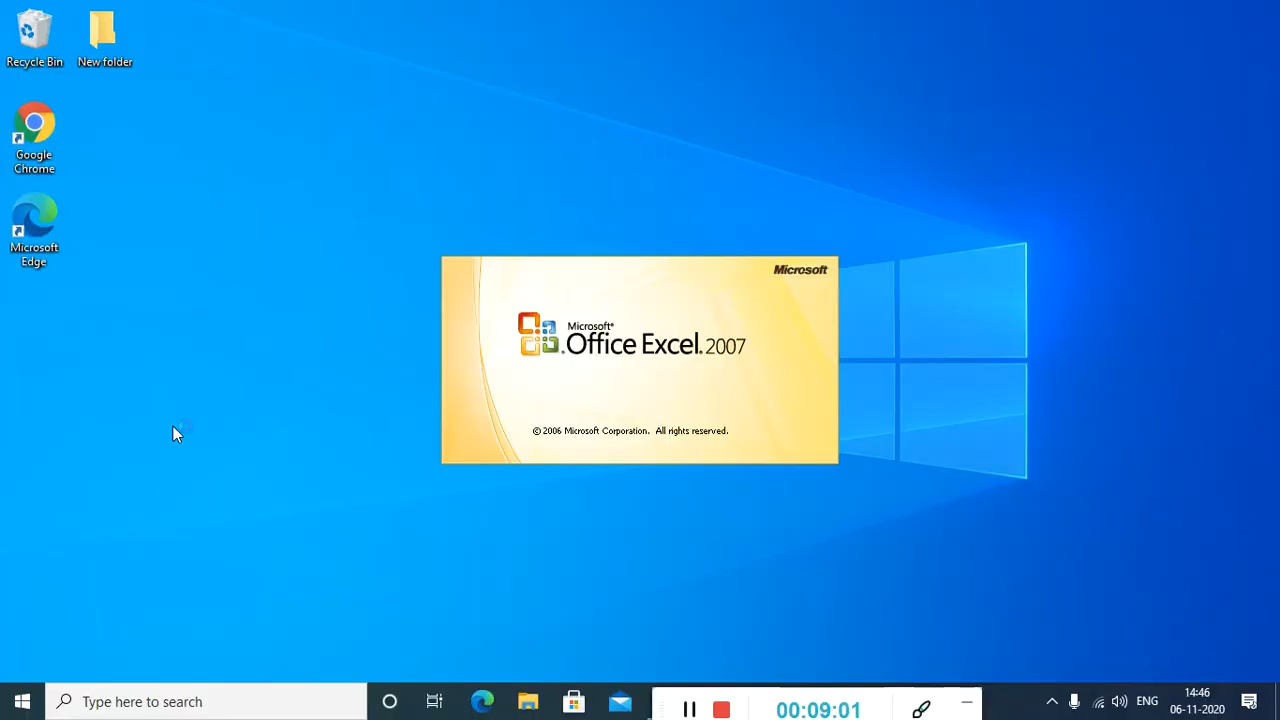 Recycle Bin
New folder
Google
Chrome
Microsoft
Edge
Microsoft
Microsoft®
Office Excel. 2007
© 2006 Microsoft Corporation. All rights reserved.
Type here to search
00:09:01
ENG
14:46
06-11-2020